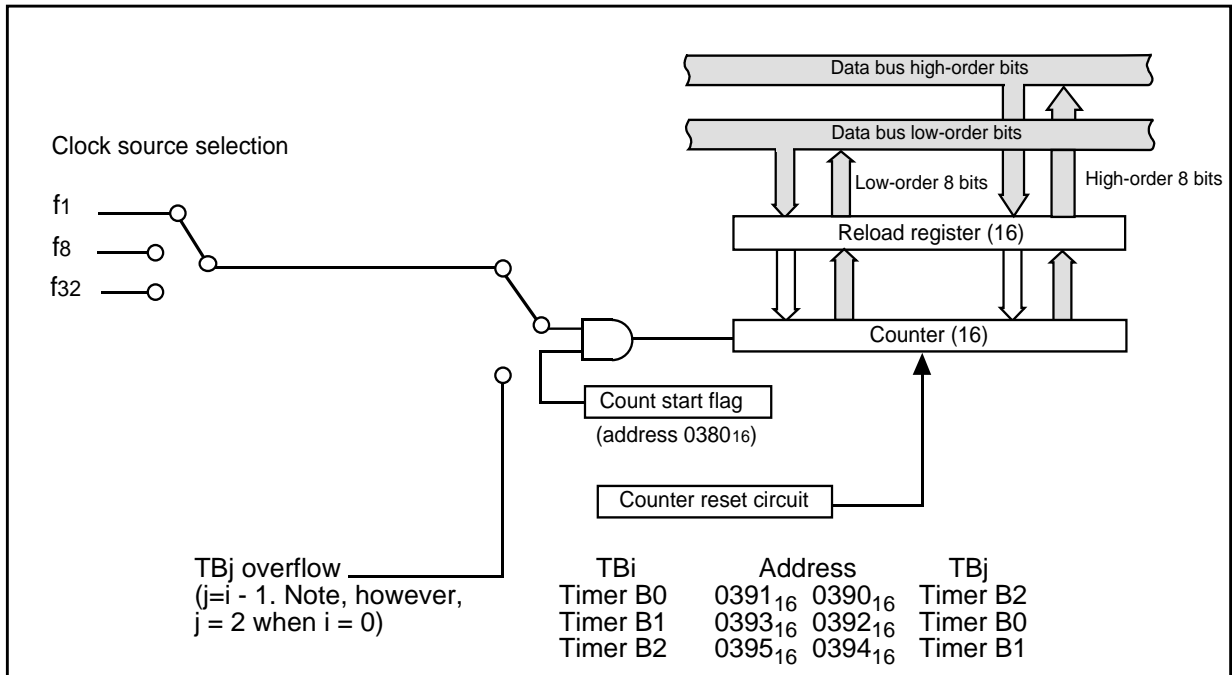 Data bus high-order bits
Data bus low-order bits
Clock source selection
Low-order 8 bits
High-order 8 bits
f1
f8
f32
Reload register (16)
Counter (16)
Count start flag
(address 038016)
Counter reset circuit
TBj overflow
(j=i - 1. Note, however,
j = 2 when i = 0)
TBi Address TBj
Timer B0 039116 039016 Timer B2
Timer B1 039316 039216 Timer B0
Timer B2 039516 039416 Timer B1